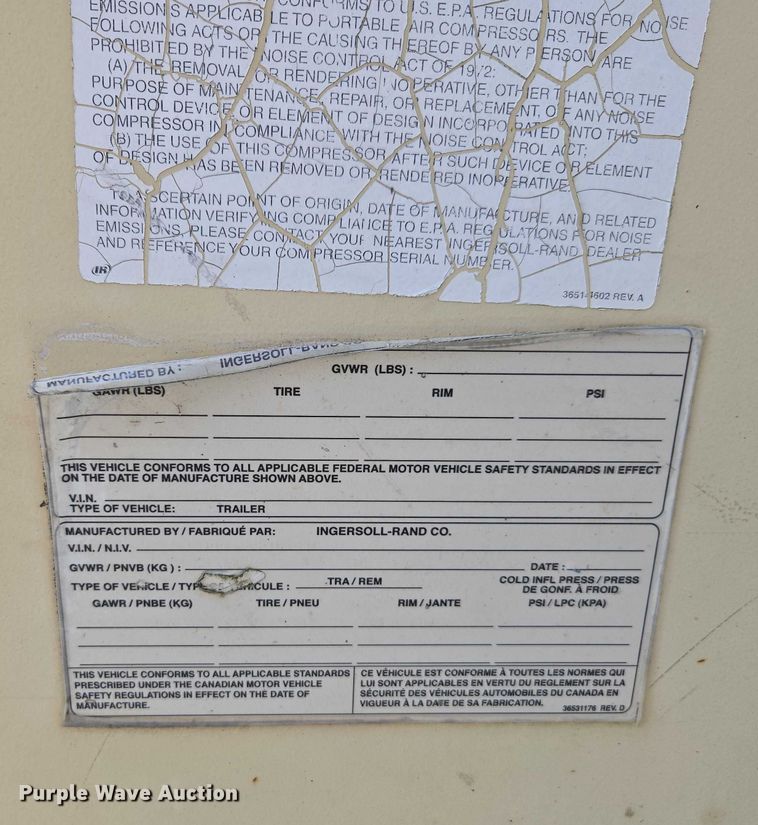 CONFORMS TO U.S. E.P.A. REGULATIONS FOR NOISE
EMISSIONS APPLICABLE TO PORTABLE AIR COMPRESSORS. THE
FOLLOWING ACTS OR THE CAUSING THEREOF BY ANY PERSON ARE
PROHIBITED BY THE NOISE CONTROL ACT OF 1972:
(A) THE REMOVAL OR RENDERING INOPERATIVE, OTHER THAN FOR THE
PURPOSE OF MAINTENANCE, REPAIR, OR REPLACEMENT, OF ANY NOISE
CONTROL DEVICE OR ELEMENT OF DESIGN INCORPORATED INTO THIS
COMPRESSOR IN COMPLIANCE WITH THE NOISE CONTROL ACT;
(B) THE USE OF THIS COMPRESSOR AFTER SUCH DEVICE OR ELEMENT
OF DESIGN HAS BEEN REMOVED OR RENDERED INOPERATIVE.
TO ASCERTAIN POINT OF ORIGIN, DATE OF MANUFACTURE, AND RELATED
INFORMATION VERIFYING COMPLIANCE TO E.P.A. REGULATIONS FOR NOISE
EMISSIONS, PLEASE CONTACT YOUR NEAREST INGERSOLL-RAND DEALER
AND REFERENCE YOUR COMPRESSOR SERIAL NUMBER.
IR
36514602 REV. A
MANUFACTURED BY: INGERSOLL-RAND
GVWR (LBS) :
GAWR (LBS) TIRE RIM PSI
THIS VEHICLE CONFORMS TO ALL APPLICABLE FEDERAL MOTOR VEHICLE SAFETY STANDARDS IN EFFECT
ON THE DATE OF MANUFACTURE SHOWN ABOVE.
V.I.N.
TYPE OF VEHICLE: TRAILER
MANUFACTURED BY / FABRIQUÉ PAR: INGERSOLL-RAND CO.
V.I.N. / N.I.V.
GVWR / PNVB (KG) : DATE :
TYPE OF VEHICLE / TYPE VEHICULE : TRA / REM COLD INFL PRESS / PRESS
DE GONF. À FROID
GAWR / PNBE (KG) TIRE / PNEU RIM / JANTE PSI / LPC (KPA)
THIS VEHICLE CONFORMS TO ALL APPLICABLE STANDARDS
PRESCRIBED UNDER THE CANADIAN MOTOR VEHICLE
SAFETY REGULATIONS IN EFFECT ON THE DATE OF
MANUFACTURE.
CE VÉHICULE EST CONFORME À TOUTES LES NORMES QUI
LUI SONT APPLICABLES EN VERTU DU REGLEMENT SUR LA
SÉCURITÉ DES VÉHICULES AUTOMOBILES DU CANADA EN
VIGUEUR À LA DATE DE SA FABRICATION.
36531176 REV. D
Purple Wave Auction